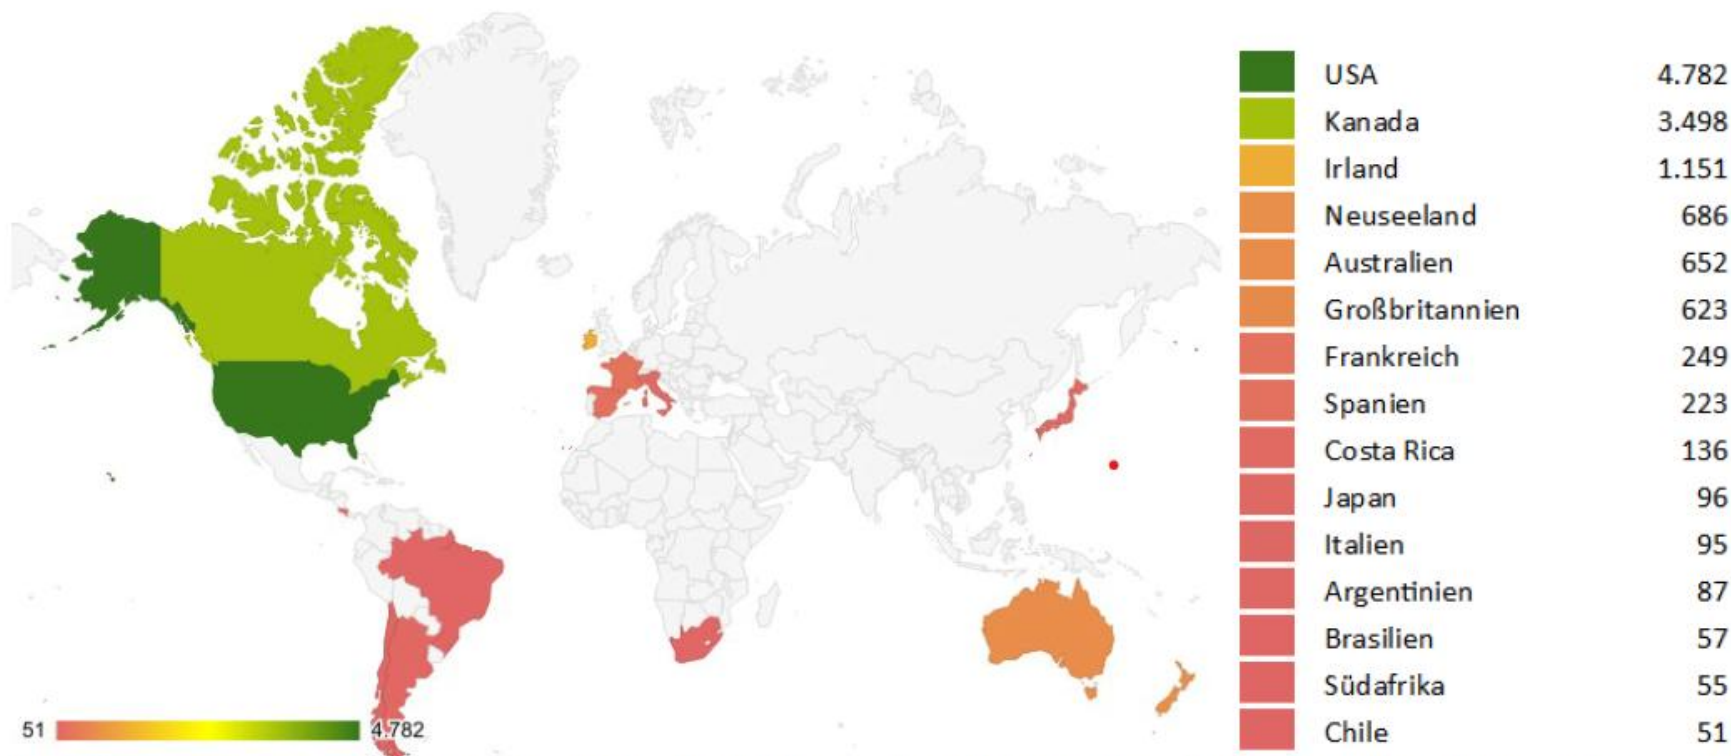 USA 4.782
Kanada 3.498
Irland 1.151
Neuseeland 686
Australien 652
Großbritannien 623
Frankreich 249
Spanien 223
Costa Rica 136
Japan 96
Italien 95
Argentinien 87
Brasilien 57
Südafrika 55
Chile 51
51 4.782